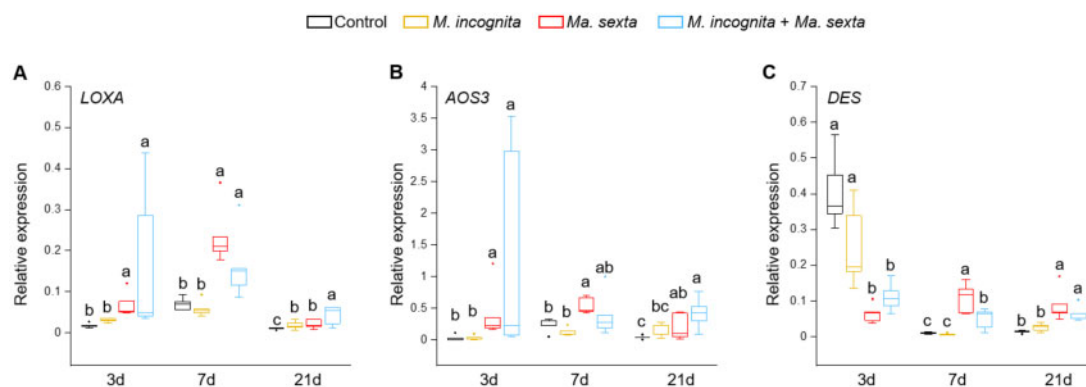 Control M. incognita Ma. sexta M. incognita + Ma. sexta
A
LOXA
Relative expression
0.6
0.5
0.4
0.3
0.2
0.1
0
b b a a
b b a a
c b b a
3d 7d 21d
B
AOS3
Relative expression
4
3.5
3
2.5
2
1.5
1
0.5
0
b b a a
b b a ab
c bc ab a
3d 7d 21d
C
DES
Relative expression
0.7
0.6
0.5
0.4
0.3
0.2
0.1
0
a a b b
c c a b
b b a a
3d 7d 21d